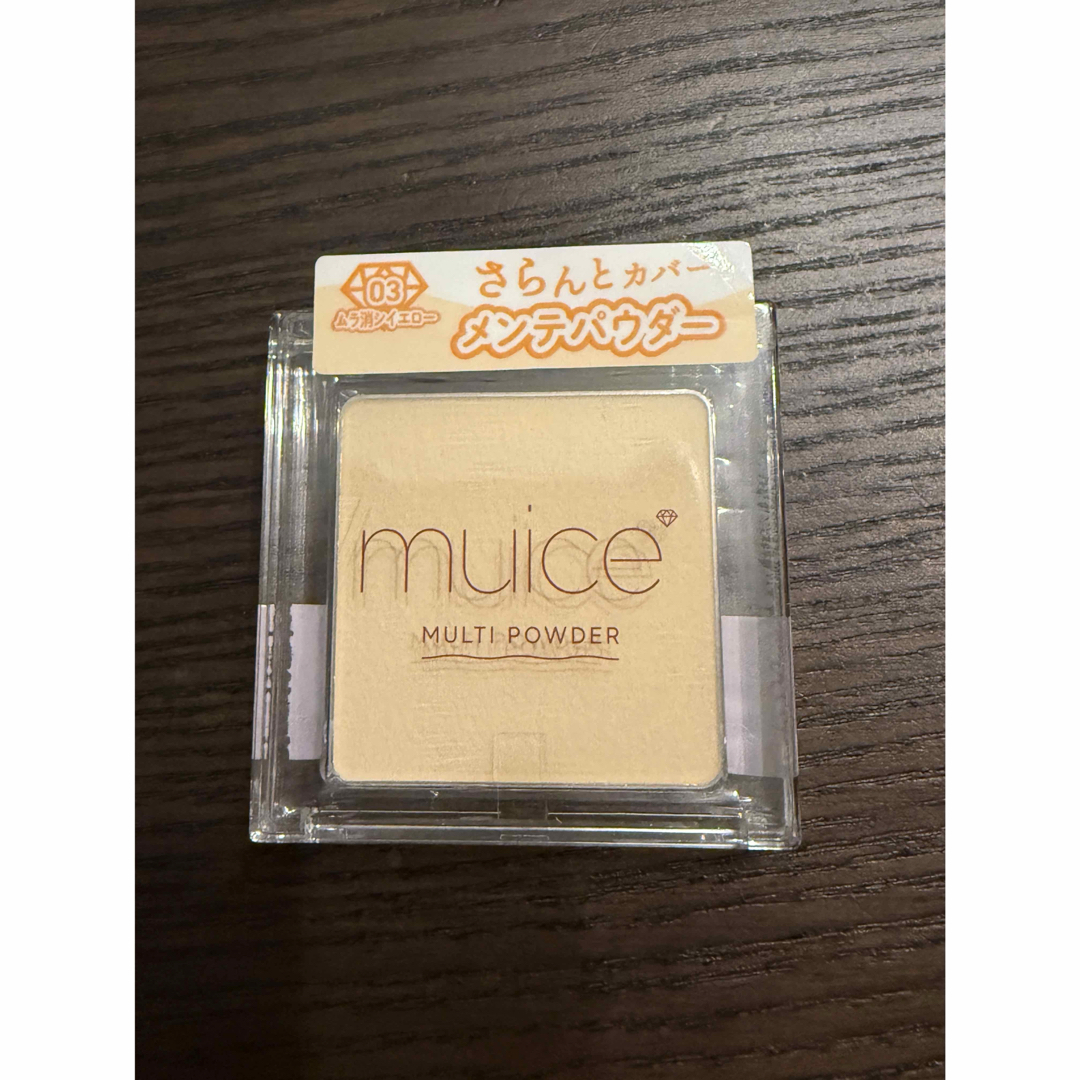 03
ムラ消シイエロー
さらんとカバー
メンテパウダー
muice
MULTI POWDER